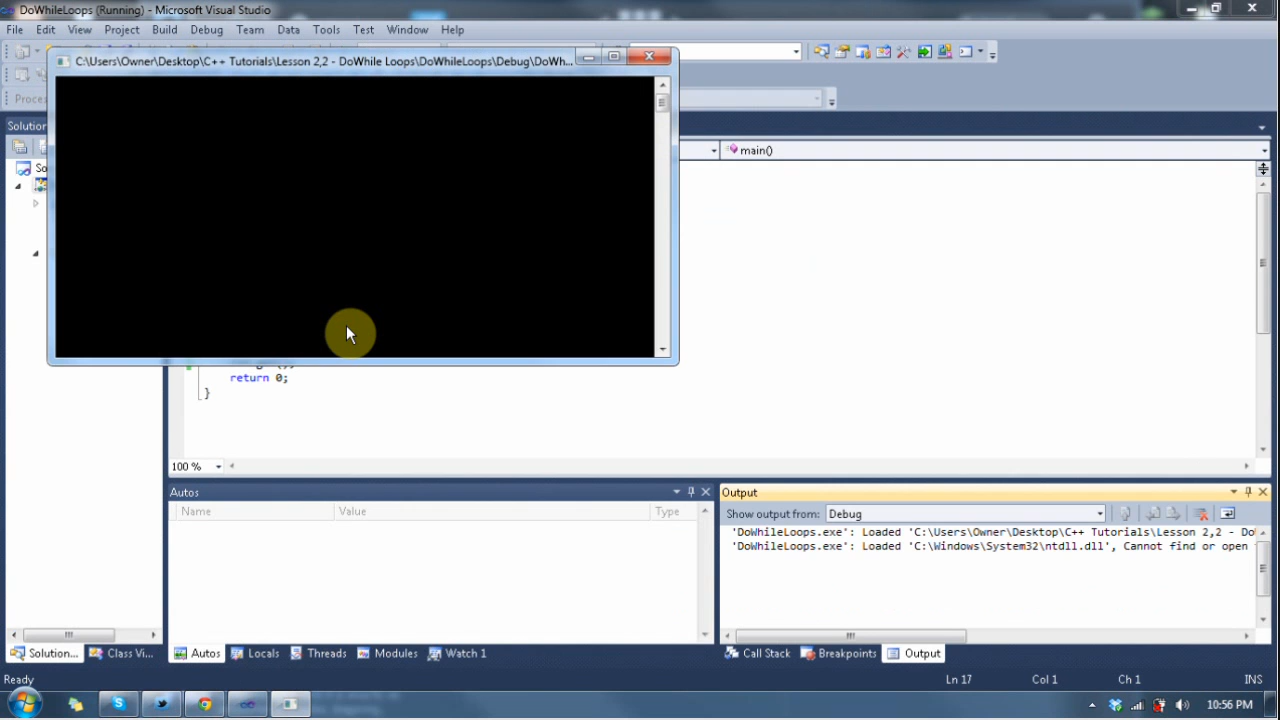 DoWhileLoops (Running) - Microsoft Visual Studio
File Edit View Project Build Debug Team Data Tools Test Window Help
C:\Users\Owner\Desktop\C++ Tutorials\Lesson 2,2 - DoWhile Loops\DoWhileLoops\Debug\DoWh...
Proces
Solution
main()
So
return 0;
}
100 %
Autos
Name Value Type
Output
Show output from: Debug
'DoWhileLoops.exe': Loaded 'C:\Users\Owner\Desktop\C++ Tutorials\Lesson 2,2 - Do
'DoWhileLoops.exe': Loaded 'C:\Windows\System32\ntdll.dll', Cannot find or open
Solution... Class Vi... Autos Locals Threads Modules Watch 1 Call Stack Breakpoints Output
Ready Ln 17 Col 1 Ch 1 INS
10:56 PM